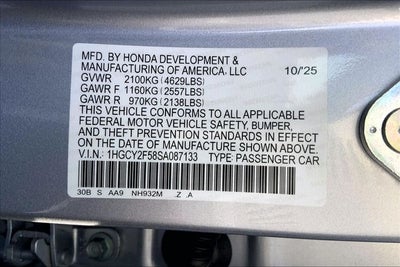 MFD. BY HONDA DEVELOPMENT &
MANUFACTURING OF AMERICA, LLC 10/'25
GVWR 2100KG (4629LBS)
GAWR F 1160KG (2557LBS)
GAWR R 970KG (2138LBS)
THIS VEHICLE CONFORMS TO ALL APPLICABLE
FEDERAL MOTOR VEHICLE SAFETY, BUMPER,
AND THEFT PREVENTION STANDARDS IN EFFECT
ON THE DATE OF MANUFACTURE SHOWN ABOVE.
V.I.N.: 1HGCY2F58SA087133 TYPE: PASSENGER CAR
30B S AA9 NH932M .Z .A